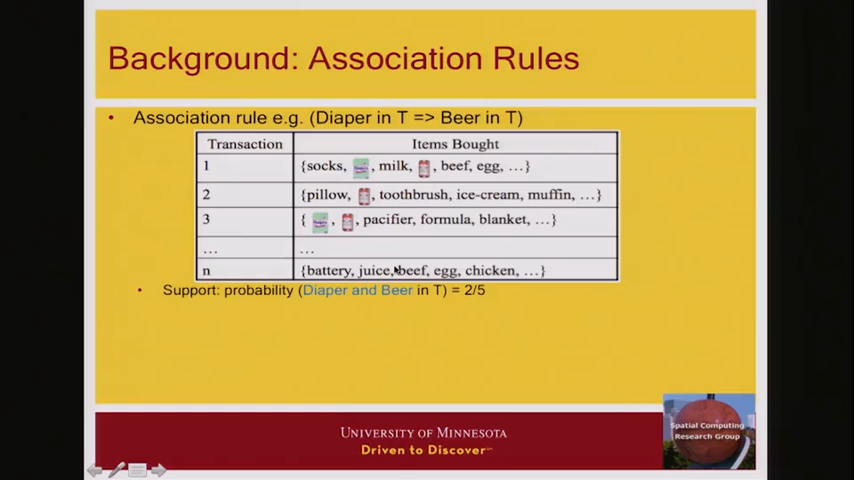 Background: Association Rules
• Association rule e.g. (Diaper in T => Beer in T)
Transaction Items Bought
1 {socks, , milk, , beef, egg, …}
2 {pillow, , toothbrush, ice-cream, muffin, …}
3 { , , pacifier, formula, blanket, …}
… …
n {battery, juice, beef, egg, chicken, …}
• Support: probability (Diaper and Beer in T) = 2/5
UNIVERSITY OF MINNESOTA
Driven to Discover
Spatial Computing
Research Group